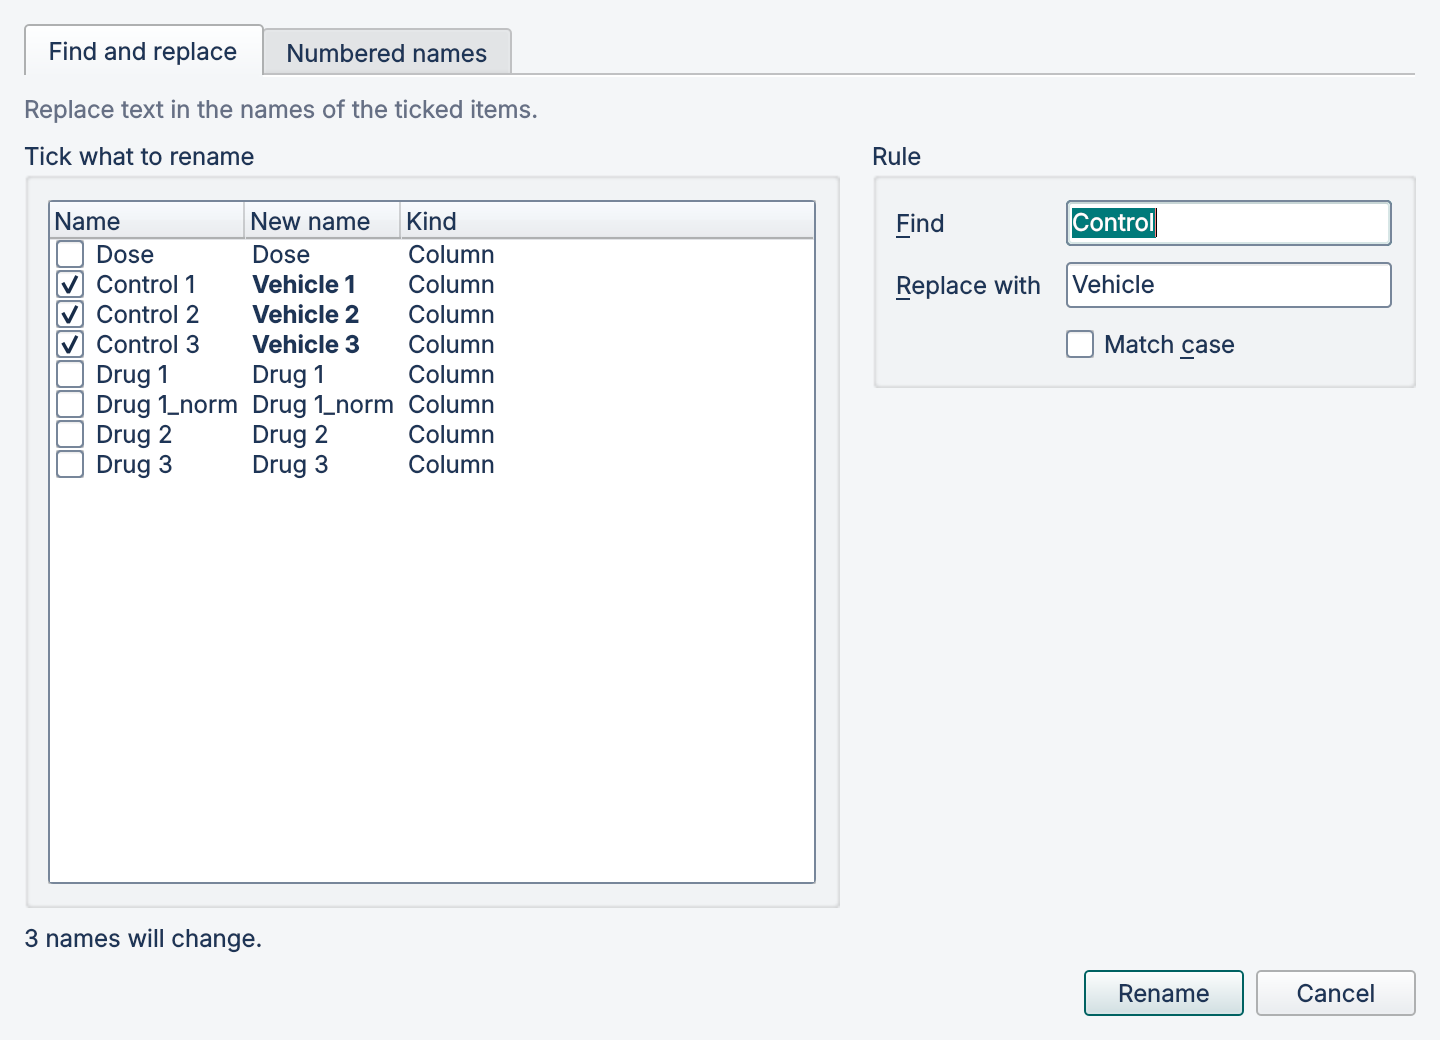 Find and replace
Numbered names
Replace text in the names of the ticked items.
Tick what to rename
Name New name Kind
Dose Dose Column
Control 1 Vehicle 1 Column
Control 2 Vehicle 2 Column
Control 3 Vehicle 3 Column
Drug 1 Drug 1 Column
Drug 1_norm Drug 1_norm Column
Drug 2 Drug 2 Column
Drug 3 Drug 3 Column
Rule
Find Control
Replace with Vehicle
Match case
3 names will change.
Rename
Cancel